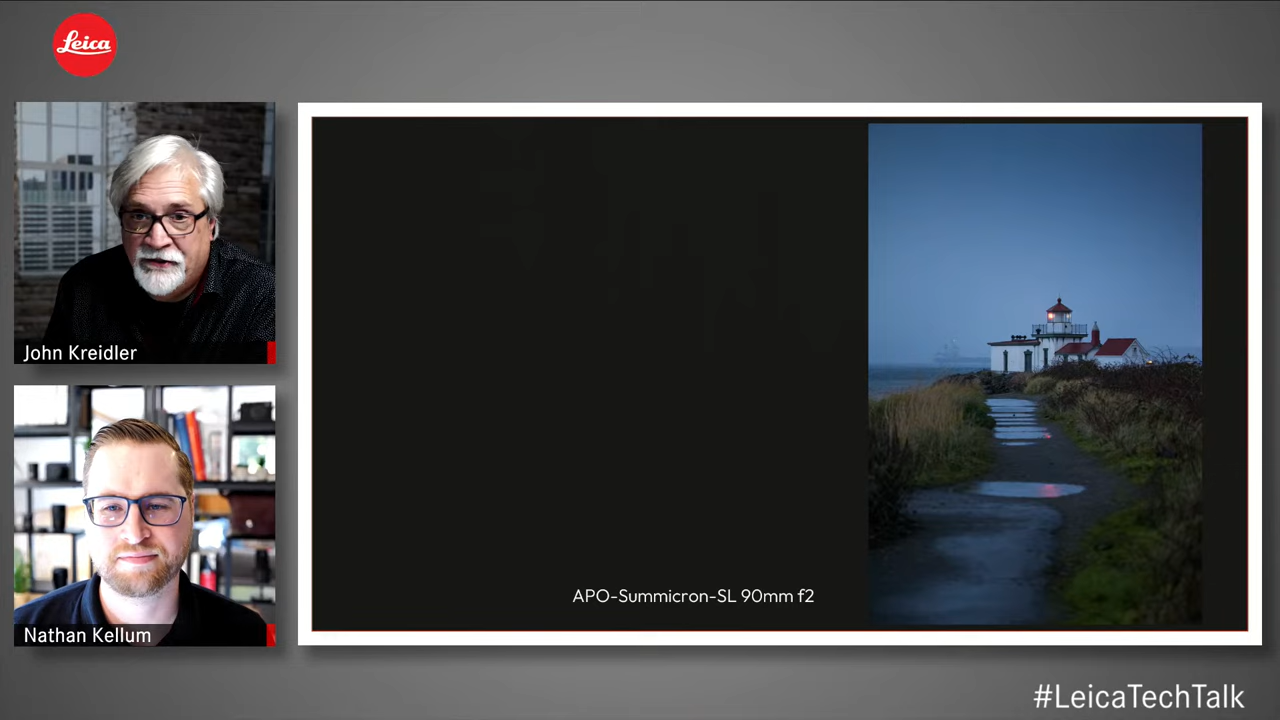 Leica
John Kreidler
Nathan Kellum
APO-Summicron-SL 90mm f2
#LeicaTechTalk